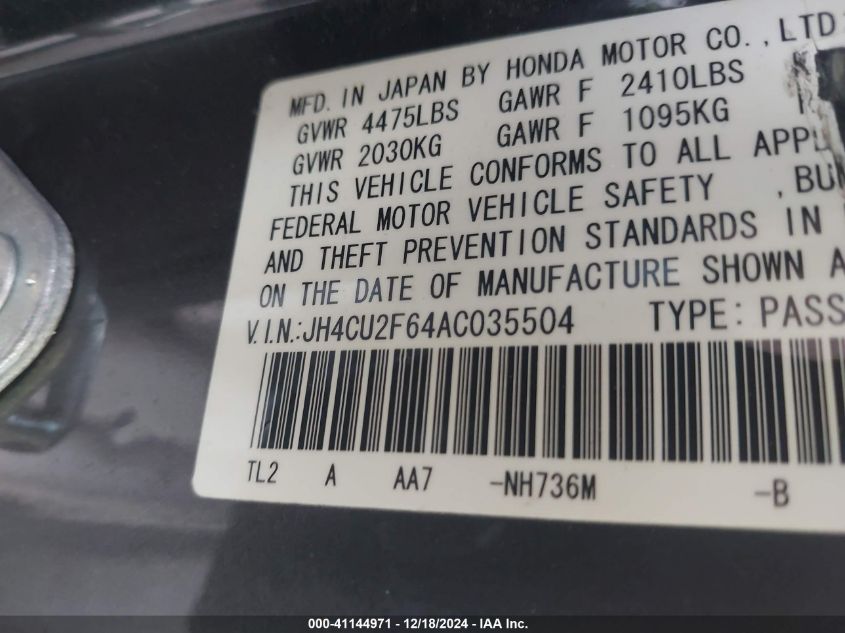 MFD. IN JAPAN BY HONDA MOTOR CO., LTD
GVWR 4475LBS GAWR F 2410LBS
GVWR 2030KG GAWR F 1095KG
THIS VEHICLE CONFORMS TO ALL APPL
FEDERAL MOTOR VEHICLE SAFETY , BUM
AND THEFT PREVENTION STANDARDS IN
ON THE DATE OF MANUFACTURE SHOWN A
V.I.N.:JH4CU2F64AC035504 TYPE:PASS
TL2 A AA7 -NH736M -B
000-41144971 - 12/18/2024 - IAA Inc.